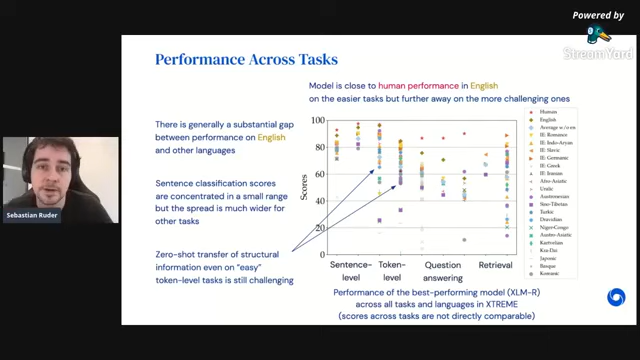 Powered by
StreamYard
Performance Across Tasks
Model is close to human performance in English
on the easier tasks but further away on the more challenging ones
There is generally a substantial gap
between performance on English
and other languages
Sentence classification scores
are concentrated in a small range
but the spread is much wider for
other tasks
Zero-shot transfer of structural
information even on "easy"
token-level tasks is still challenging
100
80
60
40
20
0
Scores
Sentence-
level
Token-
level
Question
answering
Retrieval
Human
English
Average w/o en
IE: Romance
IE: Indo-Aryan
IE: Slavic
IE: Germanic
IE: Greek
IE: Iranian
Afro-Asiatic
Uralic
Austronesian
Sino-Tibetan
Turkic
Dravidian
Niger-Congo
Austro-Asiatic
Kartvelian
Kra-Dai
Japonic
Basque
Koreanic
Performance of the best-performing model (XLM-R)
across all tasks and languages in XTREME
(scores across tasks are not directly comparable)
Sebastian Ruder